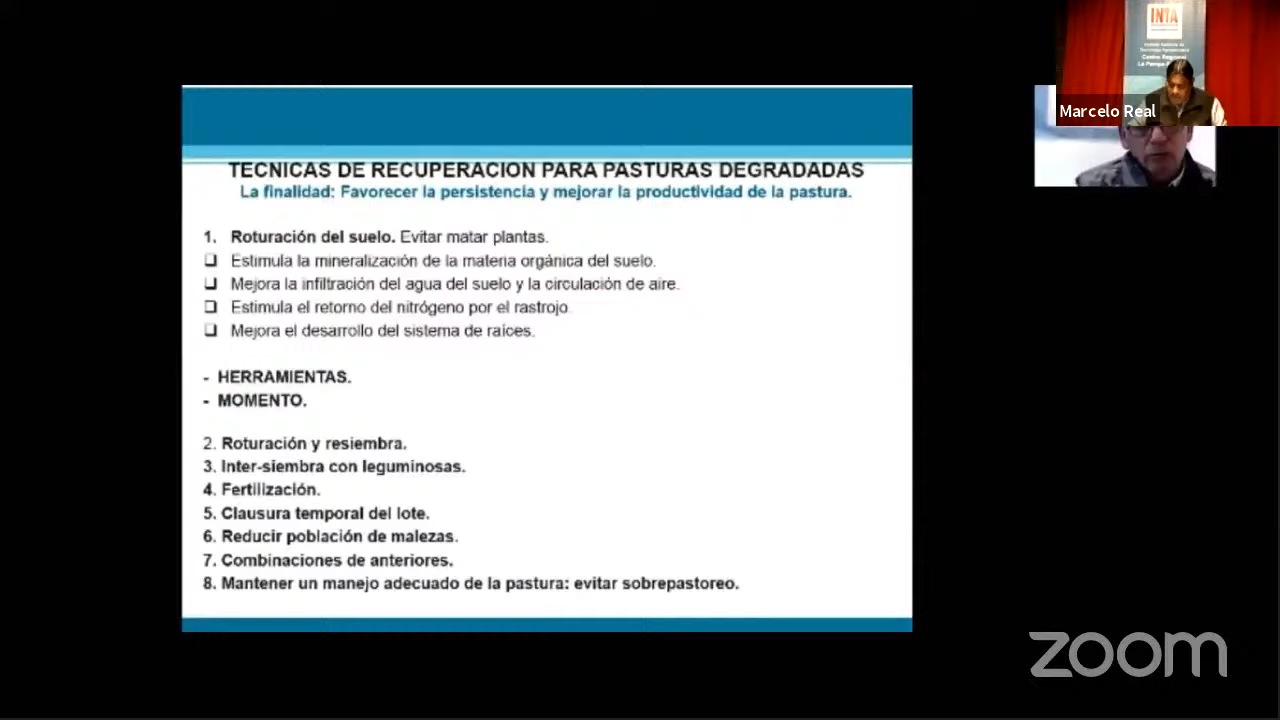 TECNICAS DE RECUPERACION PARA PASTURAS DEGRADADAS
La finalidad: Favorecer la persistencia y mejorar la productividad de la pastura.
1. Roturación del suelo. Evitar matar plantas.
❑ Estimula la mineralización de la materia orgánica del suelo.
❑ Mejora la infiltración del agua del suelo y la circulación de aire.
❑ Estimula el retorno del nitrógeno por el rastrojo.
❑ Mejora el desarrollo del sistema de raíces.
- HERRAMIENTAS.
- MOMENTO.
2. Roturación y resiembra.
3. Inter-siembra con leguminosas.
4. Fertilización.
5. Clausura temporal del lote.
6. Reducir población de malezas.
7. Combinaciones de anteriores.
8. Mantener un manejo adecuado de la pastura: evitar sobrepastoreo.
INTA
Centro Regional
Marcelo Real
zoom